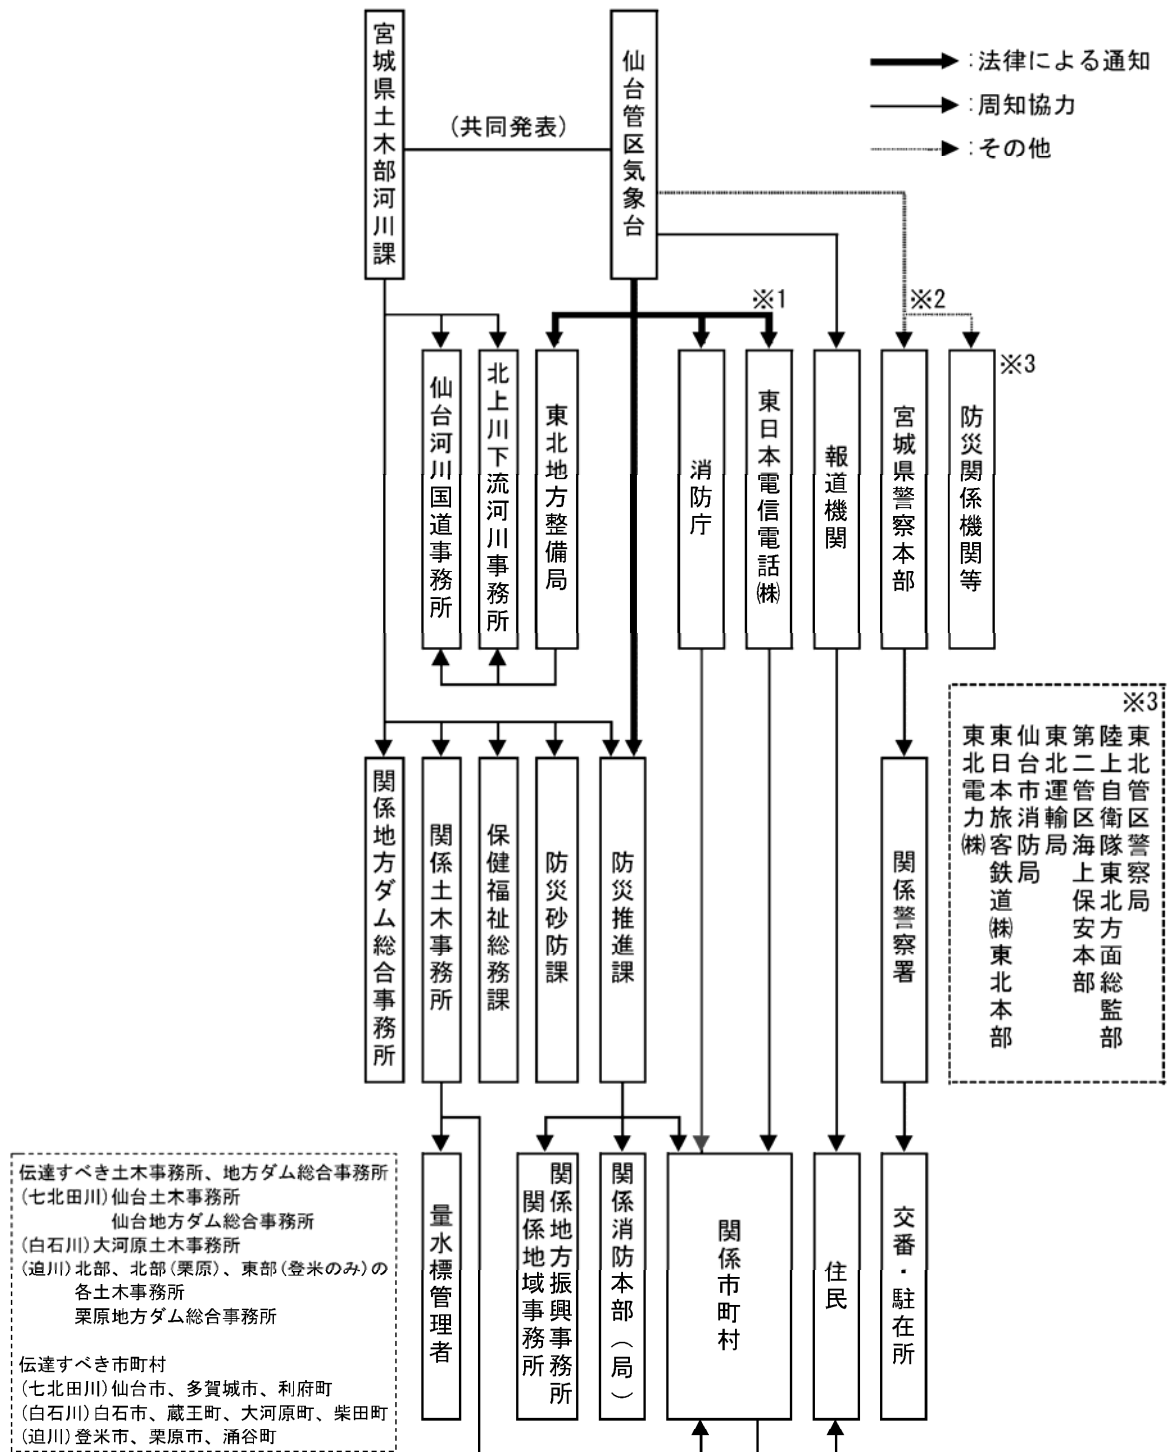 宮城県土木部河川課
(共同発表)
仙台管区気象台
:法律による通知
:周知協力
:その他
※1
※2
※3
仙台河川国道事務所
北上川下流河川事務所
東北地方整備局
消防庁
東日本電信電話㈱
報道機関
宮城県警察本部
防災関係機関等
※3
東北管区警察局
陸上自衛隊東北方面総監部
第二管区海上保安本部
東北運輸局
仙台市消防局
東日本旅客鉄道㈱東北本部
東北電力㈱
関係地方ダム総合事務所
関係土木事務所
保健福祉総務課
防災砂防課
防災推進課
関係警察署
伝達すべき土木事務所、地方ダム総合事務所
(七北田川)仙台土木事務所
仙台地方ダム総合事務所
(白石川)大河原土木事務所
(迫川)北部、北部(栗原)、東部(登米のみ)の
各土木事務所
栗原地方ダム総合事務所
伝達すべき市町村
(七北田川)仙台市、多賀城市、利府町
(白石川)白石市、蔵王町、大河原町、柴田町
(迫川)登米市、栗原市、涌谷町
量水標管理者
関係地方振興事務所
関係地域事務所
関係消防本部(局)
関係市町村
住民
交番・駐在所